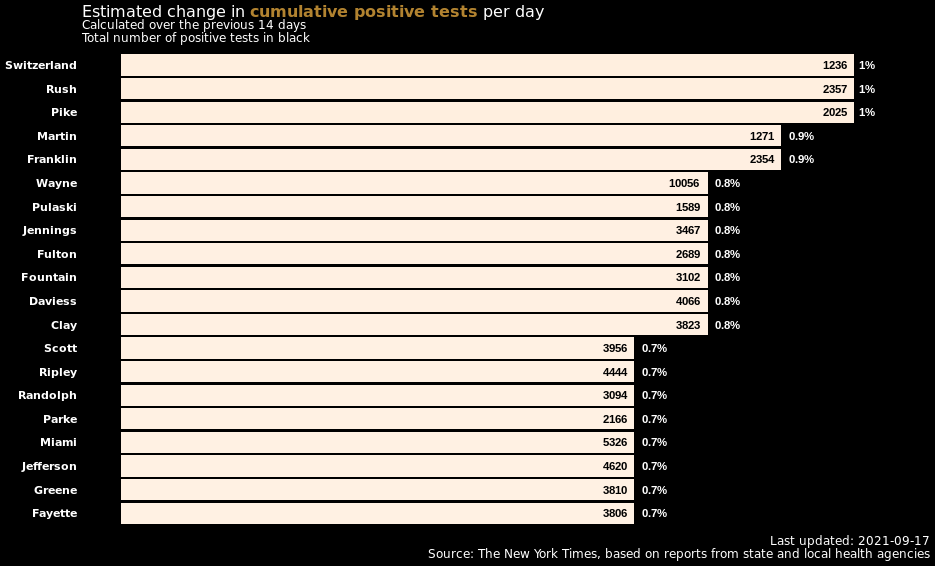 Estimated change in cumulative positive tests per day
Calculated over the previous 14 days
Total number of positive tests in black
Switzerland 1236 1%
Rush 2357 1%
Pike 2025 1%
Martin 1271 0.9%
Franklin 2354 0.9%
Wayne 10056 0.8%
Pulaski 1589 0.8%
Jennings 3467 0.8%
Fulton 2689 0.8%
Fountain 3102 0.8%
Daviess 4066 0.8%
Clay 3823 0.8%
Scott 3956 0.7%
Ripley 4444 0.7%
Randolph 3094 0.7%
Parke 2166 0.7%
Miami 5326 0.7%
Jefferson 4620 0.7%
Greene 3810 0.7%
Fayette 3806 0.7%
Last updated: 2021-09-17
Source: The New York Times, based on reports from state and local health agencies